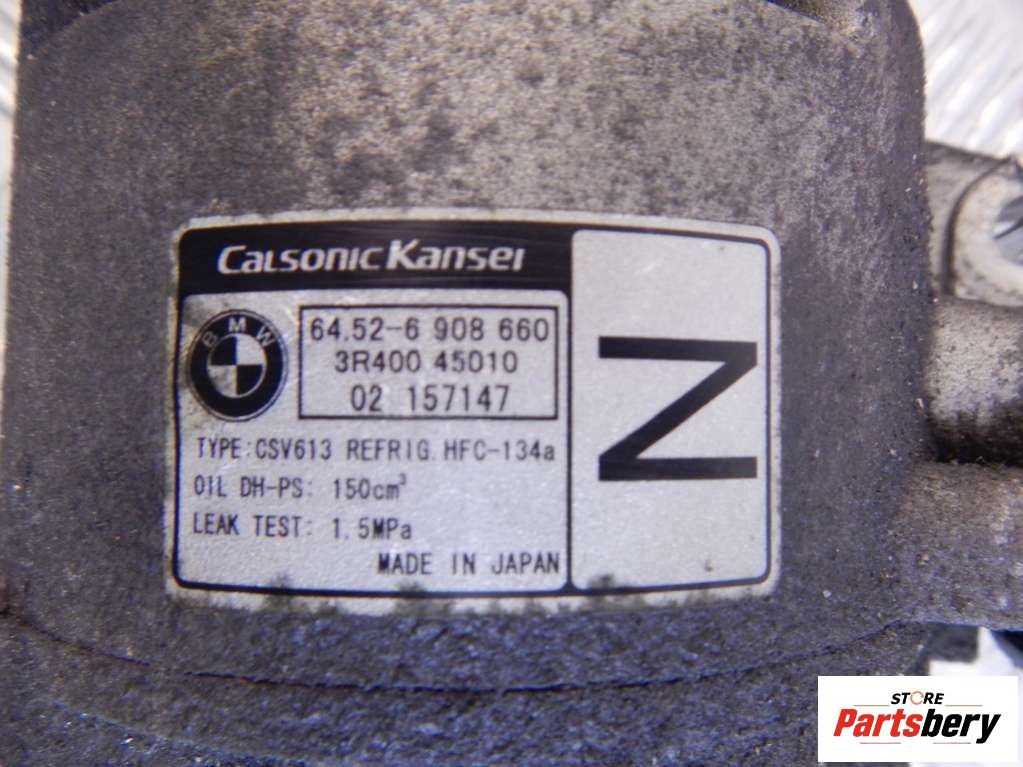 Calsonic Kansei
BMW
64.52-6 908 660
3R400 45010
02 157147
TYPE:CSV613 REFRIG. HFC-134a
OIL DH-PS: 150cm³
LEAK TEST: 1.5MPa
MADE IN JAPAN
Z
STORE
Partsbery